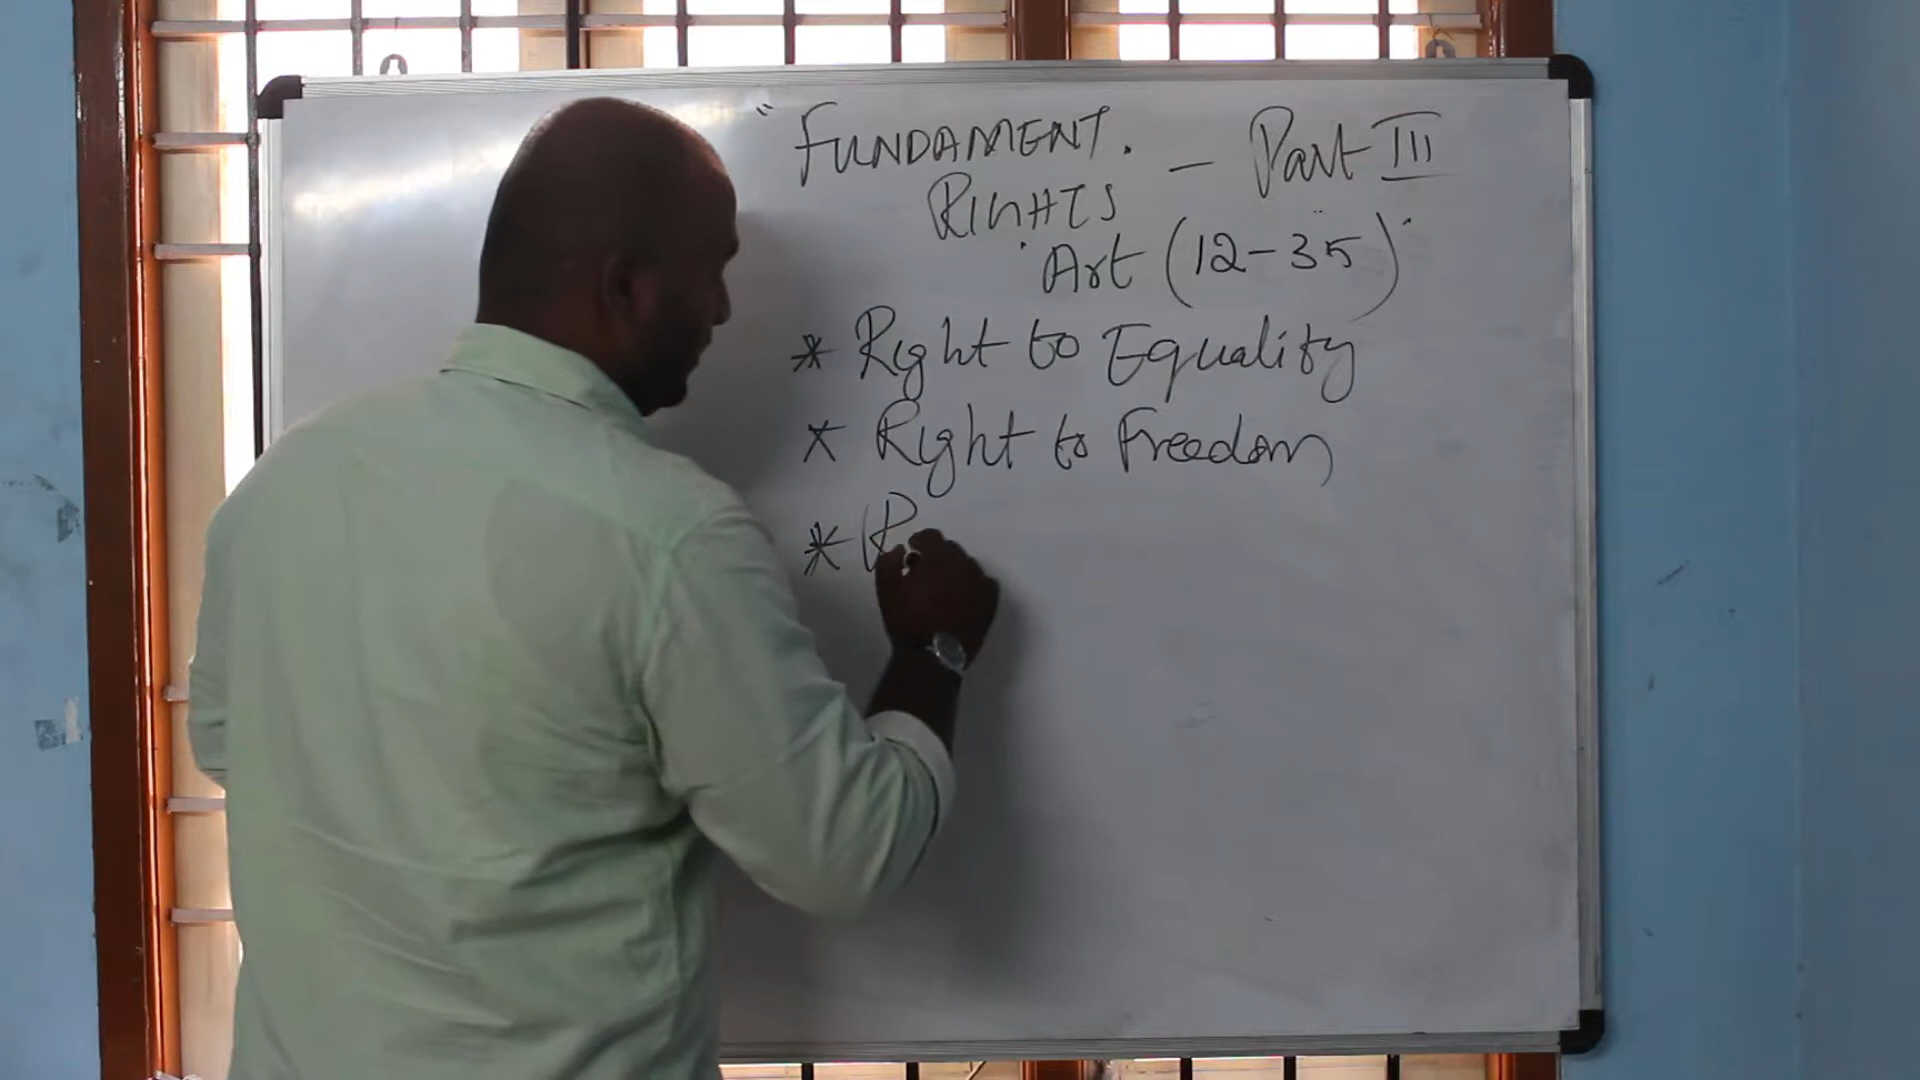 " FUNDAMENT. - Part III
RIGHTS
Art (12-35)
* Right to Equality
* Right to Freedom
* R